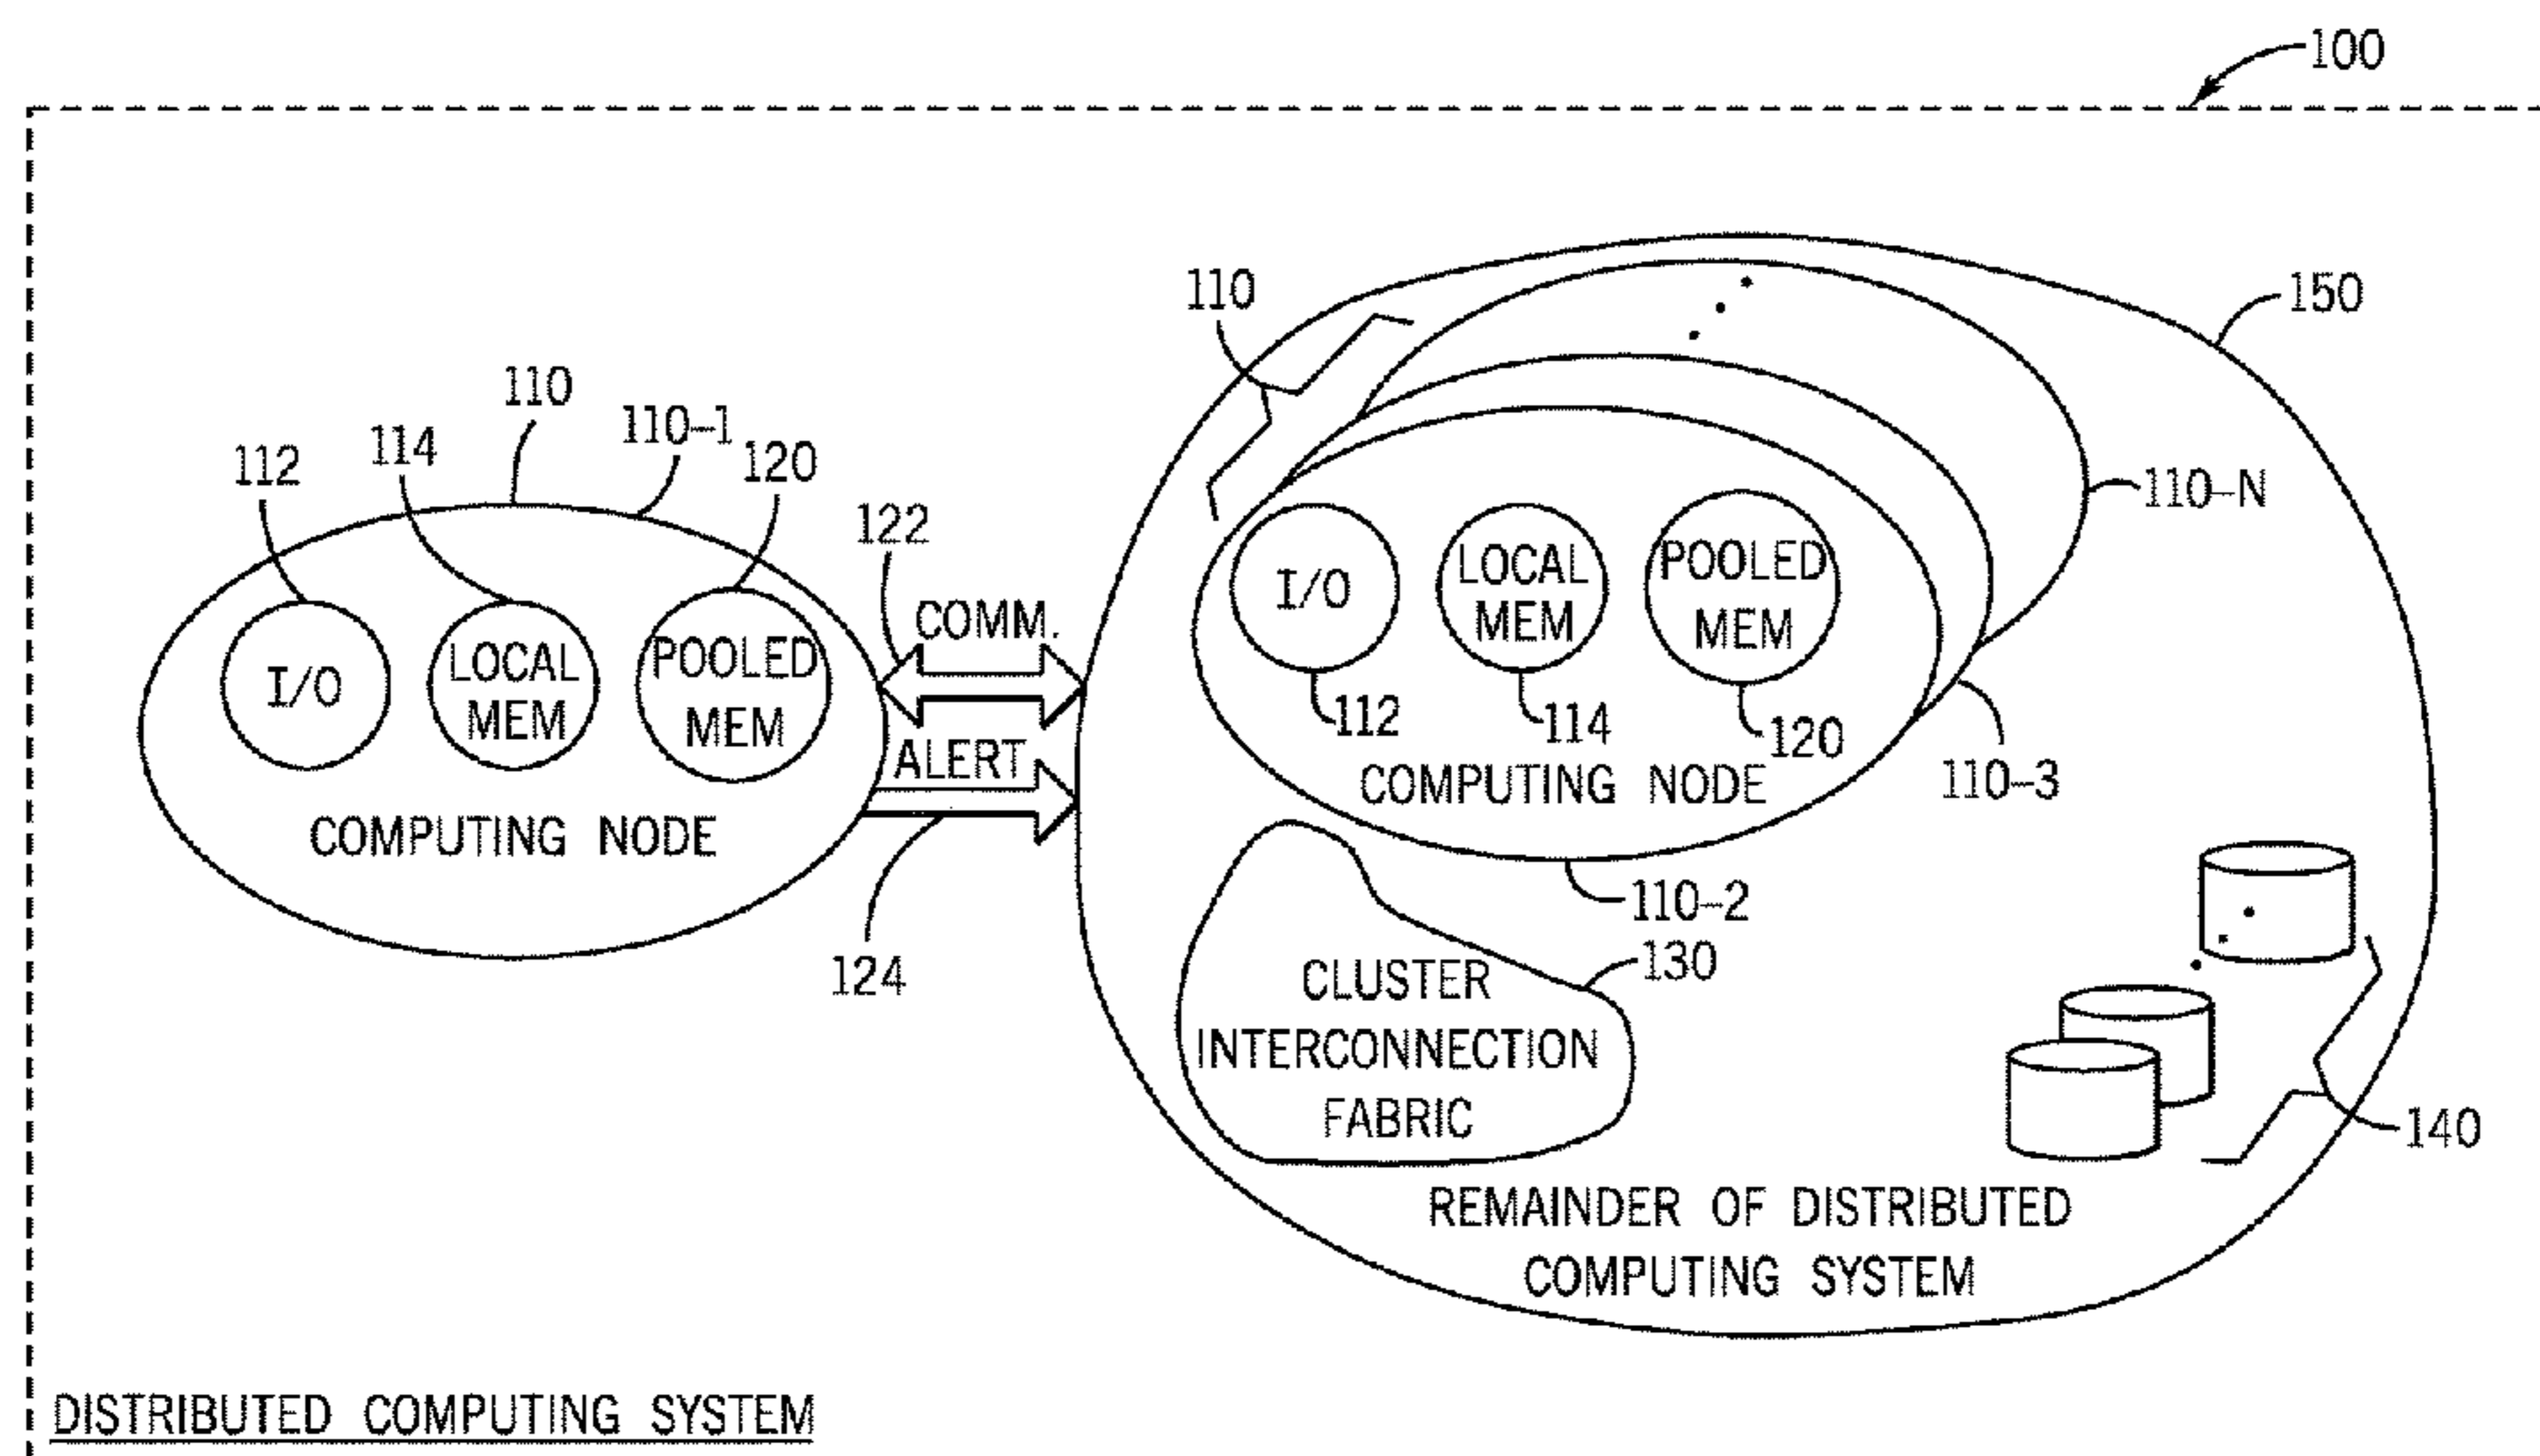 100
110
150
110
110-1
112
114
120
122
110-N
I/O
LOCAL
MEM
POOLED
MEM
COMM.
I/O
LOCAL
MEM
POOLED
MEM
112
114
120
ALERT
COMPUTING NODE
110-3
COMPUTING NODE
110-2
124
130
CLUSTER
INTERCONNECTION
FABRIC
140
REMAINDER OF DISTRIBUTED
COMPUTING SYSTEM
DISTRIBUTED COMPUTING SYSTEM